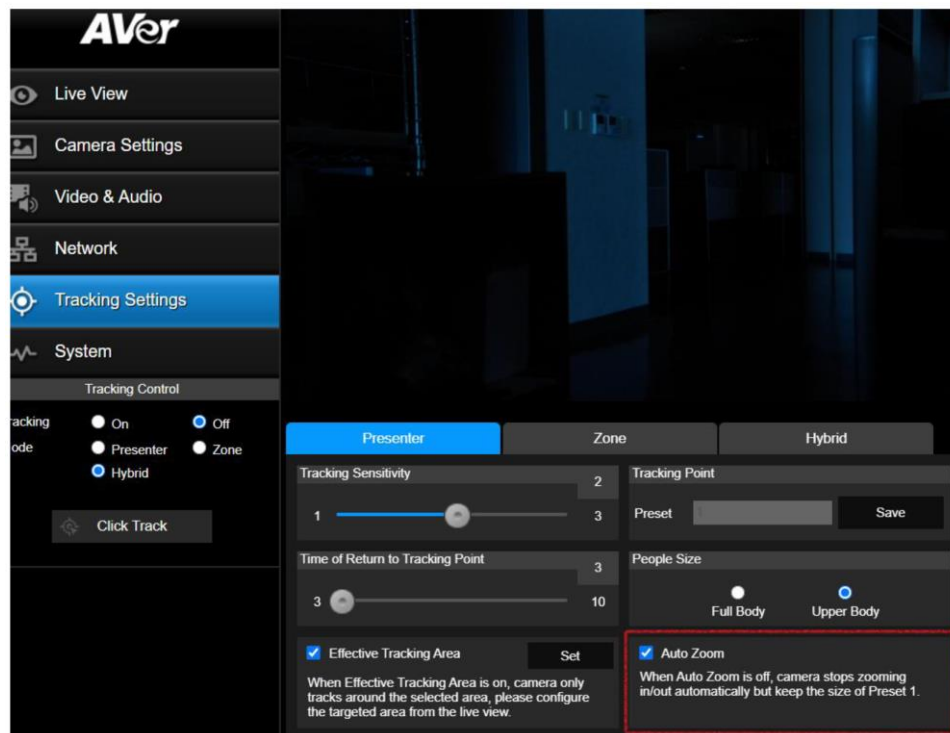 AVer
Live View
Camera Settings
Video & Audio
Network
Tracking Settings
System
Tracking Control
racking
On
Off
ode
Presenter
Zone
Hybrid
Click Track
Presenter
Zone
Hybrid
Tracking Sensitivity
2
1
3
Tracking Point
Preset
1
Save
Time of Return to Tracking Point
3
3
10
People Size
Full Body
Upper Body
Effective Tracking Area
Set
When Effective Tracking Area is on, camera only
tracks around the selected area, please configure
the targeted area from the live view.
Auto Zoom
When Auto Zoom is off, camera stops zooming
in/out automatically but keep the size of Preset 1.